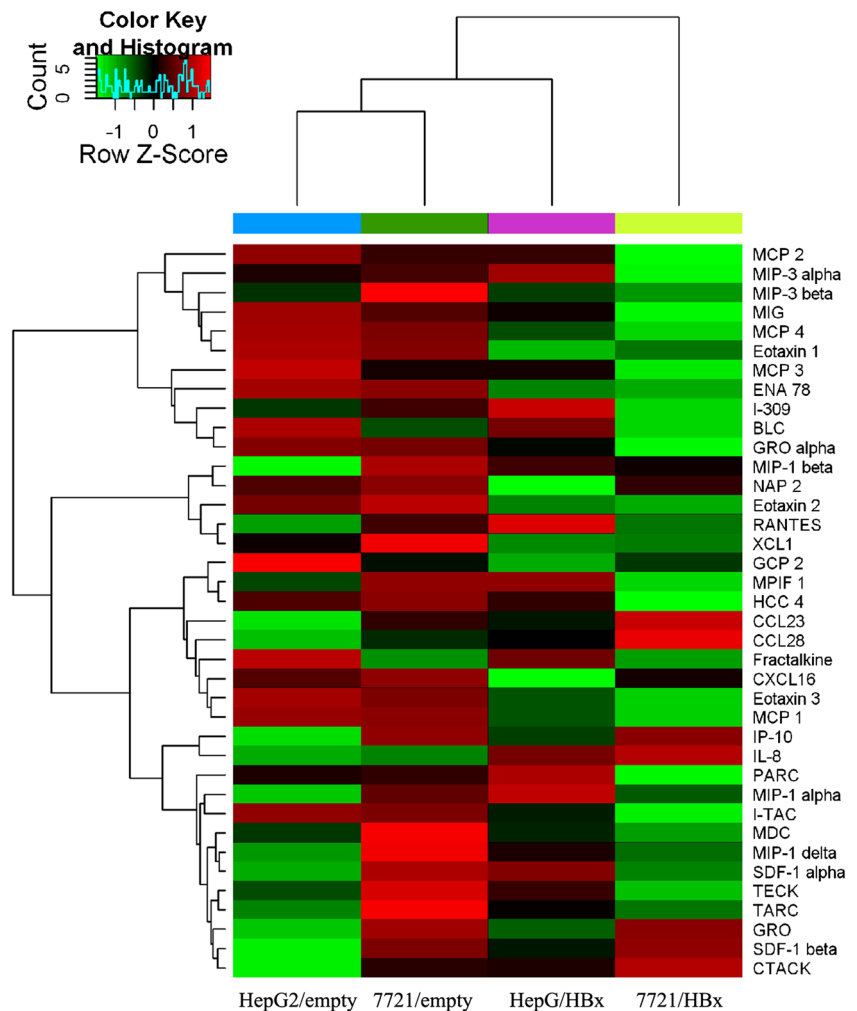 Color Key
and Histogram
Count
0 5
-1 0 1
Row Z-Score
MCP 2
MIP-3 alpha
MIP-3 beta
MIG
MCP 4
Eotaxin 1
MCP 3
ENA 78
I-309
BLC
GRO alpha
MIP-1 beta
NAP 2
Eotaxin 2
RANTES
XCL1
GCP 2
MPIF 1
HCC 4
CCL23
CCL28
Fractalkine
CXCL16
Eotaxin 3
MCP 1
IP-10
IL-8
PARC
MIP-1 alpha
I-TAC
MDC
MIP-1 delta
SDF-1 alpha
TECK
TARC
GRO
SDF-1 beta
CTACK
HepG2/empty 7721/empty HepG/HBx 7721/HBx